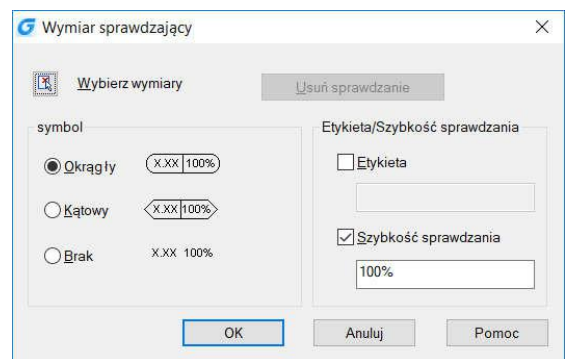 Wymiar sprawdzający
Wybierz wymiary
Usuń sprawdzanie
symbol
Okrągły X.XX 100%
Kątowy X.XX 100%
Brak X.XX 100%
Etykieta/Szybkość sprawdzania
Etykieta
Szybkość sprawdzania
100%
OK Anuluj Pomoc